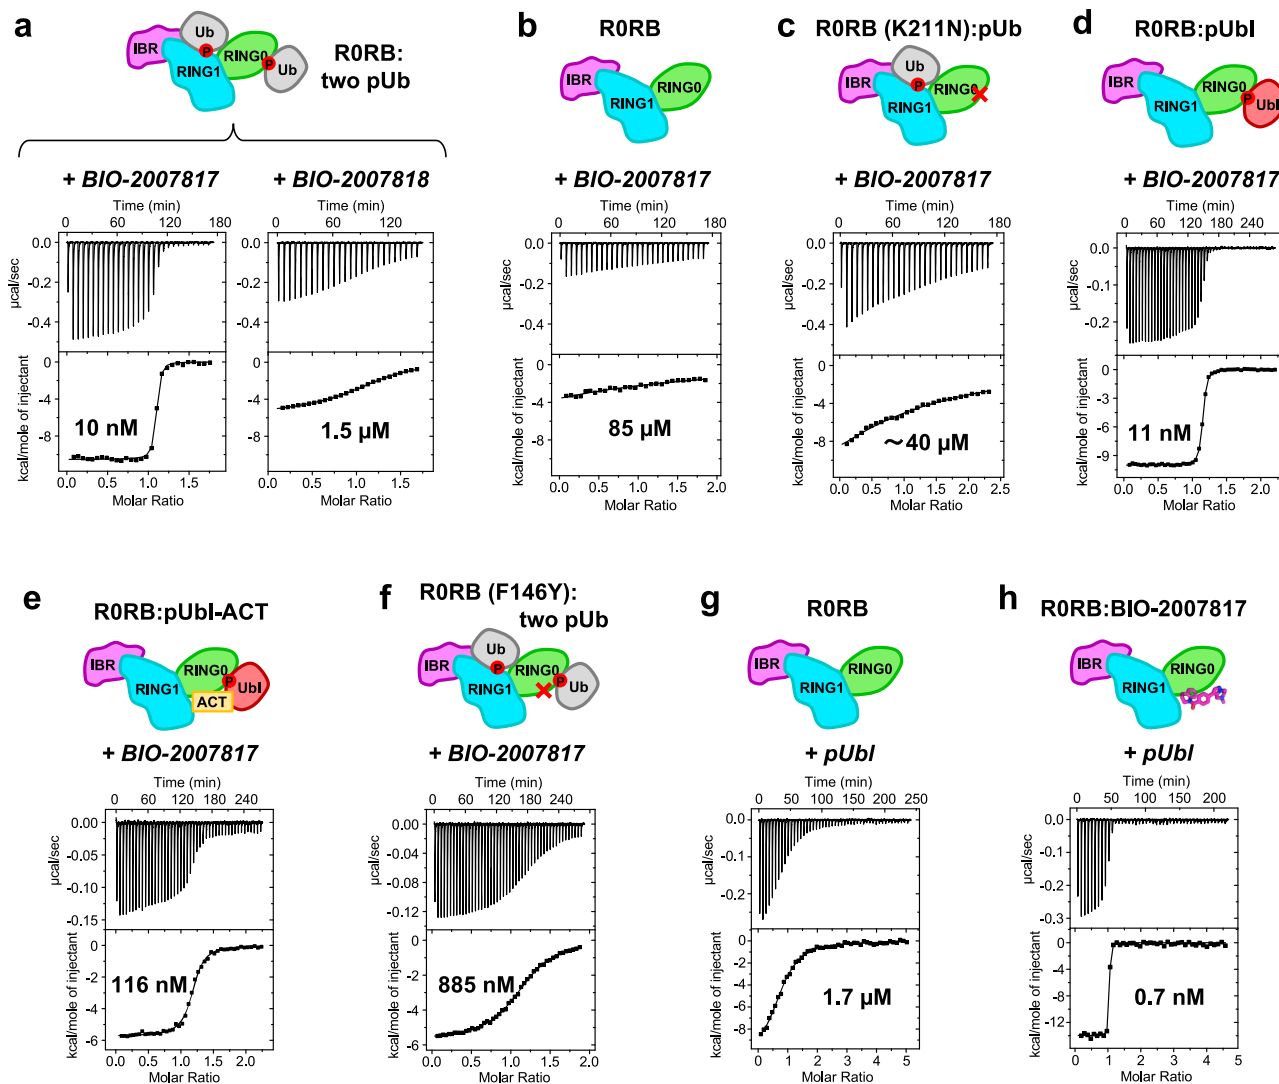 a
IBR
Ub
P
RING1
RING0
P
Ub
R0RB:
two pUb
+ BIO-2007817
Time (min)
0 60 120 180
0.0
-0.2
-0.4
µcal/sec
0
-4
-8
kcal/mole of injectant
10 nM
0.0 0.5 1.0 1.5
Molar Ratio
+ BIO-2007818
Time (min)
0 60 120
0.0
-0.2
-0.4
0
-4
-8
1.5 µM
0.0 0.5 1.0 1.5
Molar Ratio
b
R0RB
IBR
RING1
RING0
+ BIO-2007817
Time (min)
0 60 120 180
0.0
-0.2
-0.4
µcal/sec
0
-4
-8
kcal/mole of injectant
85 µM
0.0 0.5 1.0 1.5 2.0
Molar Ratio
c
R0RB (K211N):pUb
IBR
Ub
P
RING1
RING0
+ BIO-2007817
Time (min)
0 60 120 180
0.0
-0.2
-0.4
µcal/sec
0
-4
-8
kcal/mole of injectant
~40 µM
0.0 0.5 1.0 1.5 2.0 2.5
Molar Ratio
d
R0RB:pUbl
IBR
RING1
RING0
P
Ubl
+ BIO-2007817
Time (min)
0 60 120 180 240
0.0
-0.1
-0.2
µcal/sec
0
-3
-6
-9
kcal/mole of injectant
11 nM
0.0 0.5 1.0 1.5 2.0
Molar Ratio
e
R0RB:pUbl-ACT
IBR
RING1
RING0
P
Ubl
ACT
+ BIO-2007817
Time (min)
0 60 120 180 240
0.00
-0.05
-0.10
-0.15
µcal/sec
0
-2
-4
-6
kcal/mole of injectant
116 nM
0.0 0.5 1.0 1.5 2.0
Molar Ratio
f
R0RB (F146Y):
two pUb
IBR
Ub
P
RING1
RING0
P
Ub
+ BIO-2007817
Time (min)
0 60 120 180 240
0.00
-0.04
-0.08
-0.12
µcal/sec
0
-2
-4
-6
kcal/mole of injectant
885 nM
0.0 0.5 1.0 1.5 2.0
Molar Ratio
g
R0RB
IBR
RING1
RING0
+ pUbl
Time (min)
0 50 100 150 200 250
0.0
-0.1
-0.2
-0.3
µcal/sec
0
-2
-4
-6
-8
kcal/mole of injectant
1.7 µM
0 1 2 3 4 5
Molar Ratio
h
R0RB:BIO-2007817
IBR
RING1
RING0
+ pUbl
Time (min)
0 50 100 150 200
0.0
-0.1
-0.2
-0.3
µcal/sec
0
-4
-8
-12
kcal/mole of injectant
0.7 nM
0 1 2 3 4 5
Molar Ratio